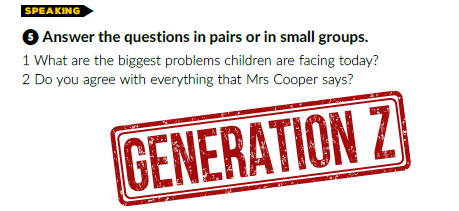 SPEAKING
5 Answer the questions in pairs or in small groups.
1 What are the biggest problems children are facing today?
2 Do you agree with everything that Mrs Cooper says?
GENERATION Z